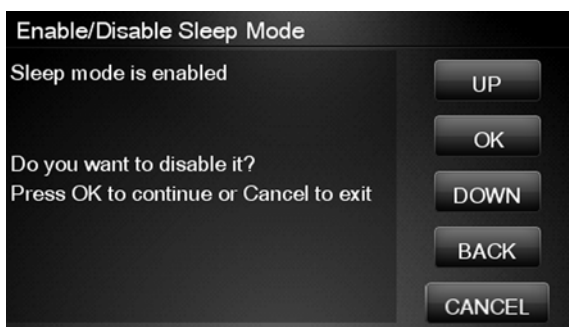 Enable/Disable Sleep Mode
Sleep mode is enabled
Do you want to disable it?
Press OK to continue or Cancel to exit
UP
OK
DOWN
BACK
CANCEL